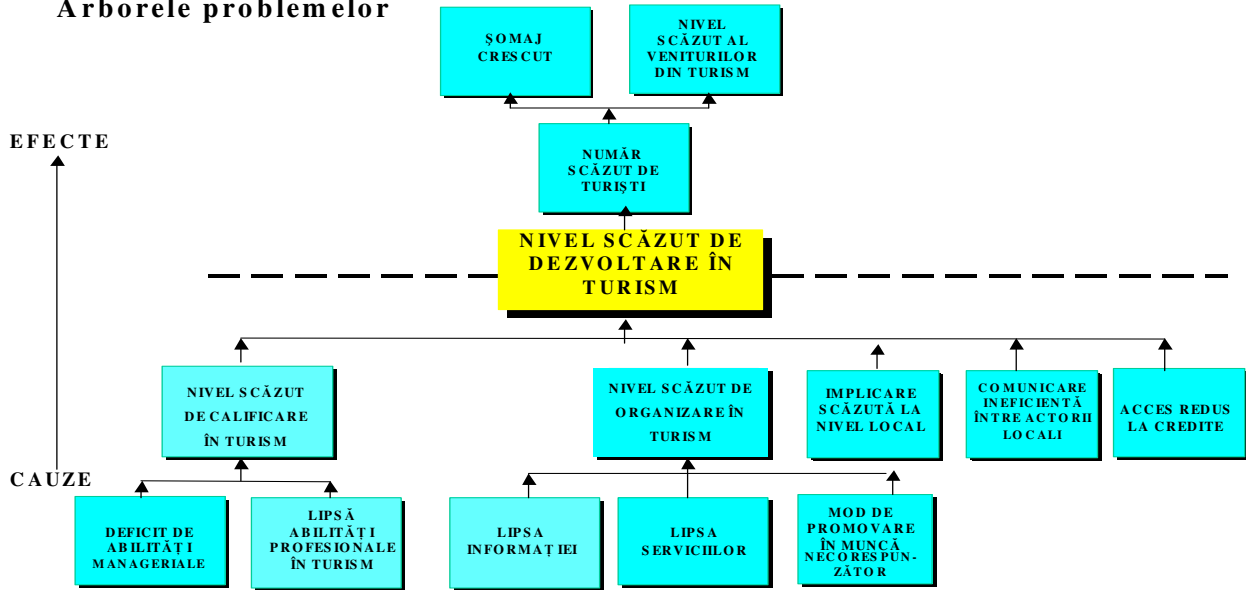 Arborele problemelor
ŞOMAJ
CRESCUT
NIVEL
SCĂZUT AL
VENITURILOR
DIN TURISM
EFECTE
NUMĂR
SCĂZUT DE
TURIŞTI
NIVEL SCĂZUT DE
DEZVOLTARE ÎN
TURISM
NIVEL SCĂZUT
DE CALIFICARE
ÎN TURISM
NIVEL SCĂZUT DE
ORGANIZARE ÎN
TURISM
IMPLICARE
SCĂZUTĂ LA
NIVEL LOCAL
COMUNICARE
INEFICIENTĂ
ÎNTRE ACTORII
LOCALI
ACCES REDUS
LA CREDITE
CAUZE
DEFICIT DE
ABILITĂȚI
MANAGERIALE
LIPSĂ
ABILITĂȚI
PROFESIONALE
ÎN TURISM
LIPSA
INFORMAȚIEI
LIPSA
SERVICIILOR
MOD DE
PROMOVARE
ÎN MUNCĂ
NECORESPUN-
ZĂTOR